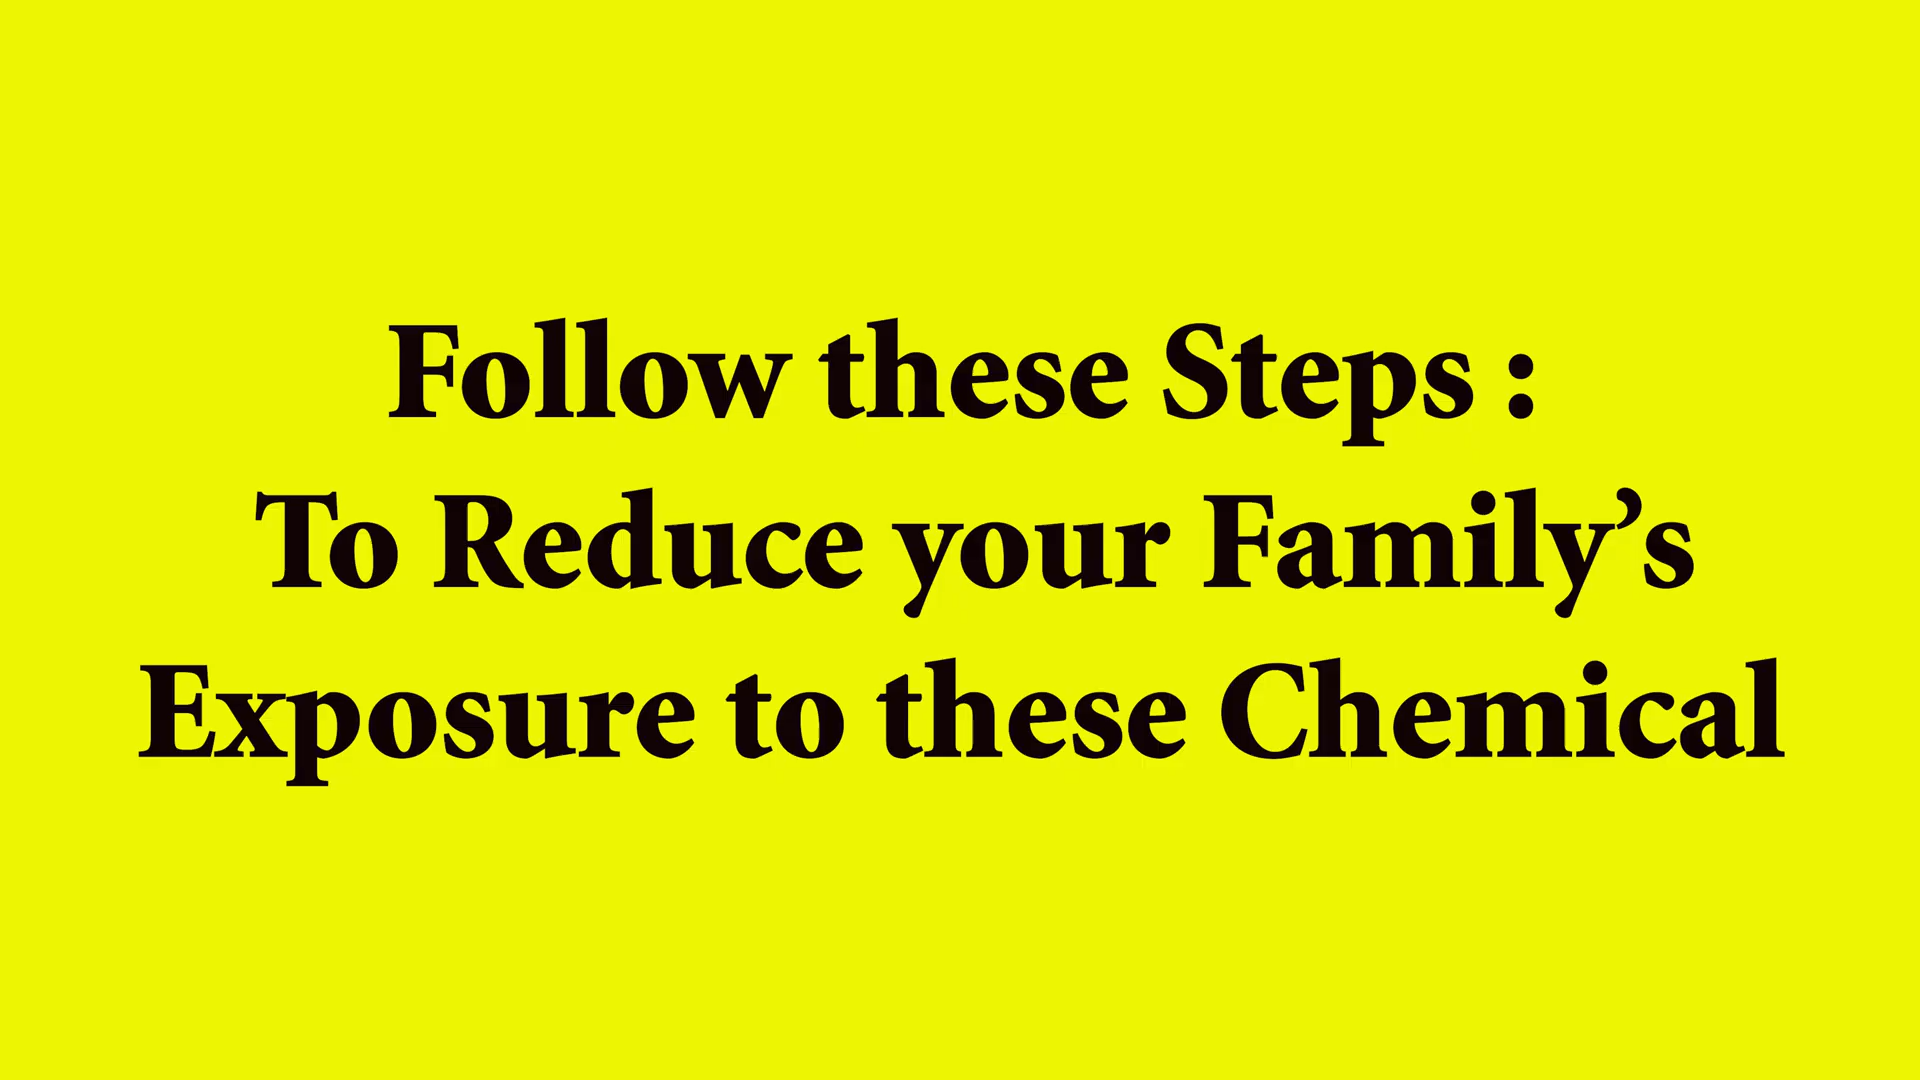 Follow these Steps :
To Reduce your Family’s
Exposure to these Chemical